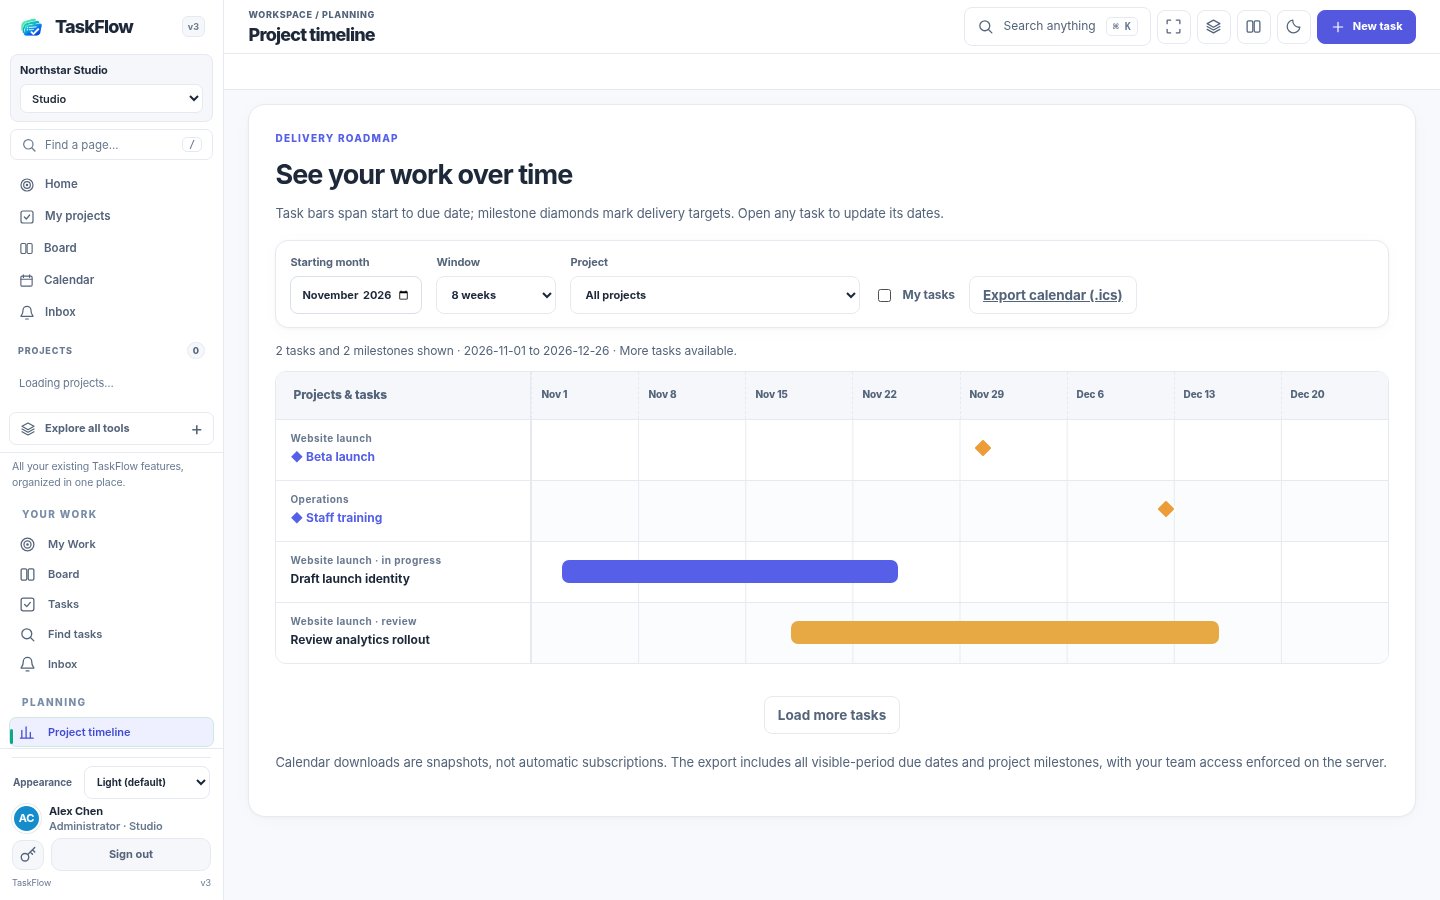 TaskFlow
v3
Northstar Studio
Studio
Find a page...
/
Home
My projects
Board
Calendar
Inbox
PROJECTS
0
Loading projects...
Explore all tools
+
All your existing TaskFlow features,
organized in one place.
YOUR WORK
My Work
Board
Tasks
Find tasks
Inbox
PLANNING
Project timeline
Appearance
Light (default)
AC
Alex Chen
Administrator · Studio
Sign out
TaskFlow
v3
WORKSPACE / PLANNING
Project timeline
Search anything
⌘ K
+ New task
DELIVERY ROADMAP
See your work over time
Task bars span start to due date; milestone diamonds mark delivery targets. Open any task to update its dates.
Starting month
Window
Project
November 2026
8 weeks
All projects
My tasks
Export calendar (.ics)
2 tasks and 2 milestones shown · 2026-11-01 to 2026-12-26 · More tasks available.
Projects & tasks
Nov 1
Nov 8
Nov 15
Nov 22
Nov 29
Dec 6
Dec 13
Dec 20
Website launch
◆ Beta launch
Operations
◆ Staff training
Website launch · in progress
Draft launch identity
Website launch · review
Review analytics rollout
Load more tasks
Calendar downloads are snapshots, not automatic subscriptions. The export includes all visible-period due dates and project milestones, with your team access enforced on the server.